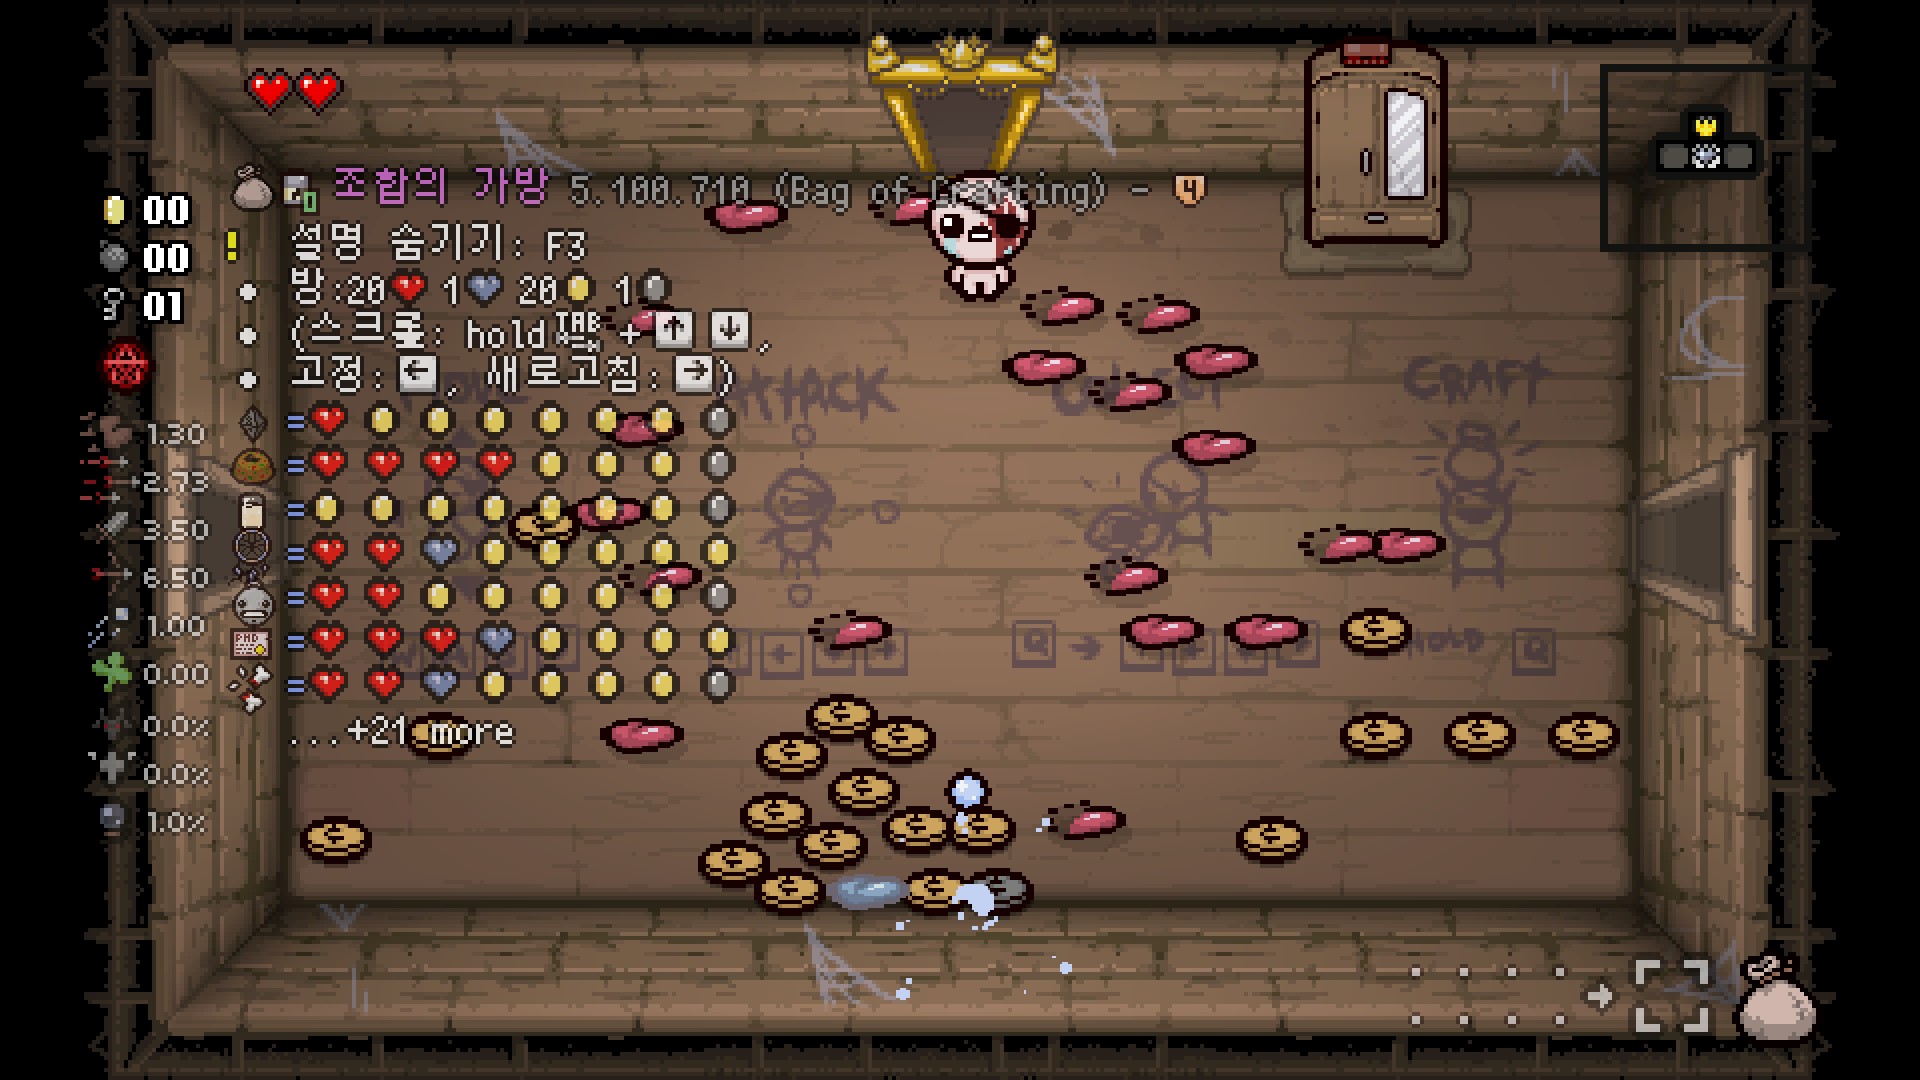 조합의 가방 5.100.710 (Bag of Crafting) - 4
00
설명 숨기기: F3
00
방:20 1 20 1
01
(스크롤: hold TAB + ↑ ↓,
고정: ←, 새로고침: →)
ATTACK
CRAFT
1.30
2.73
3.50
6.50
1.00
PHD
HOLD
Q
Q
0.00
0.0%
...+21 more
0.0%
1.0%